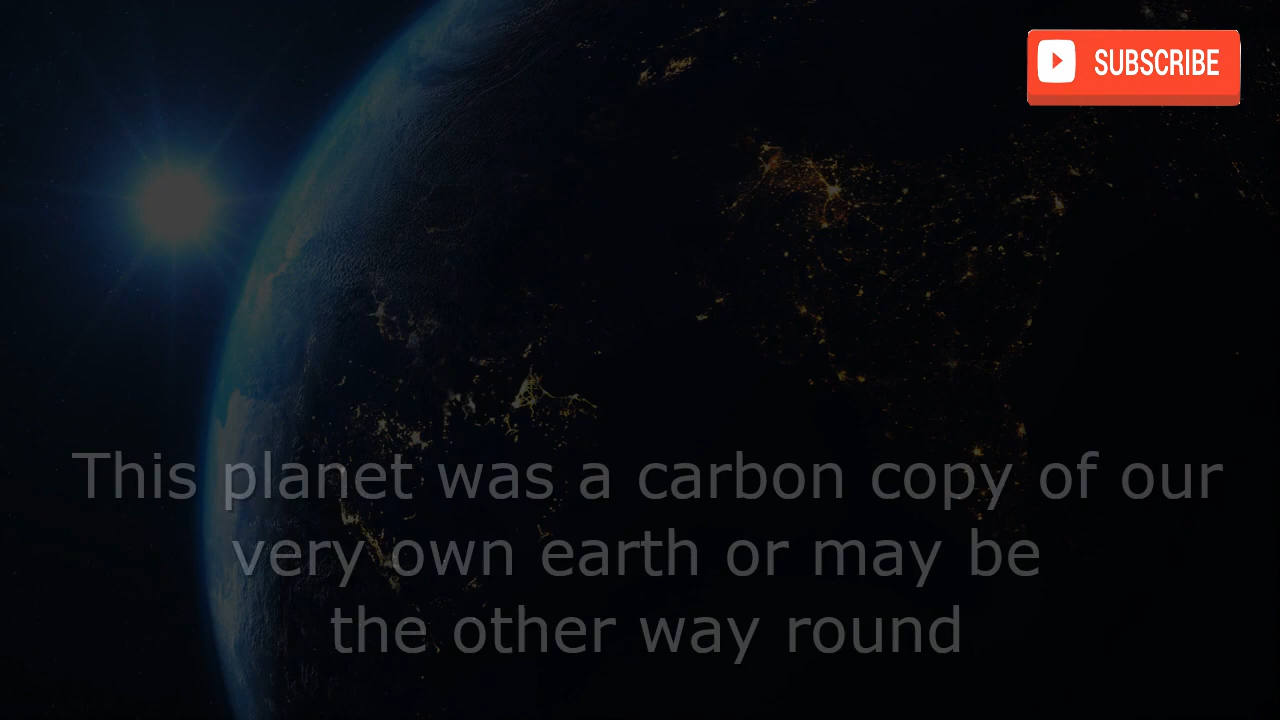 SUBSCRIBE
This planet was a carbon copy of our
very own earth or may be
the other way round